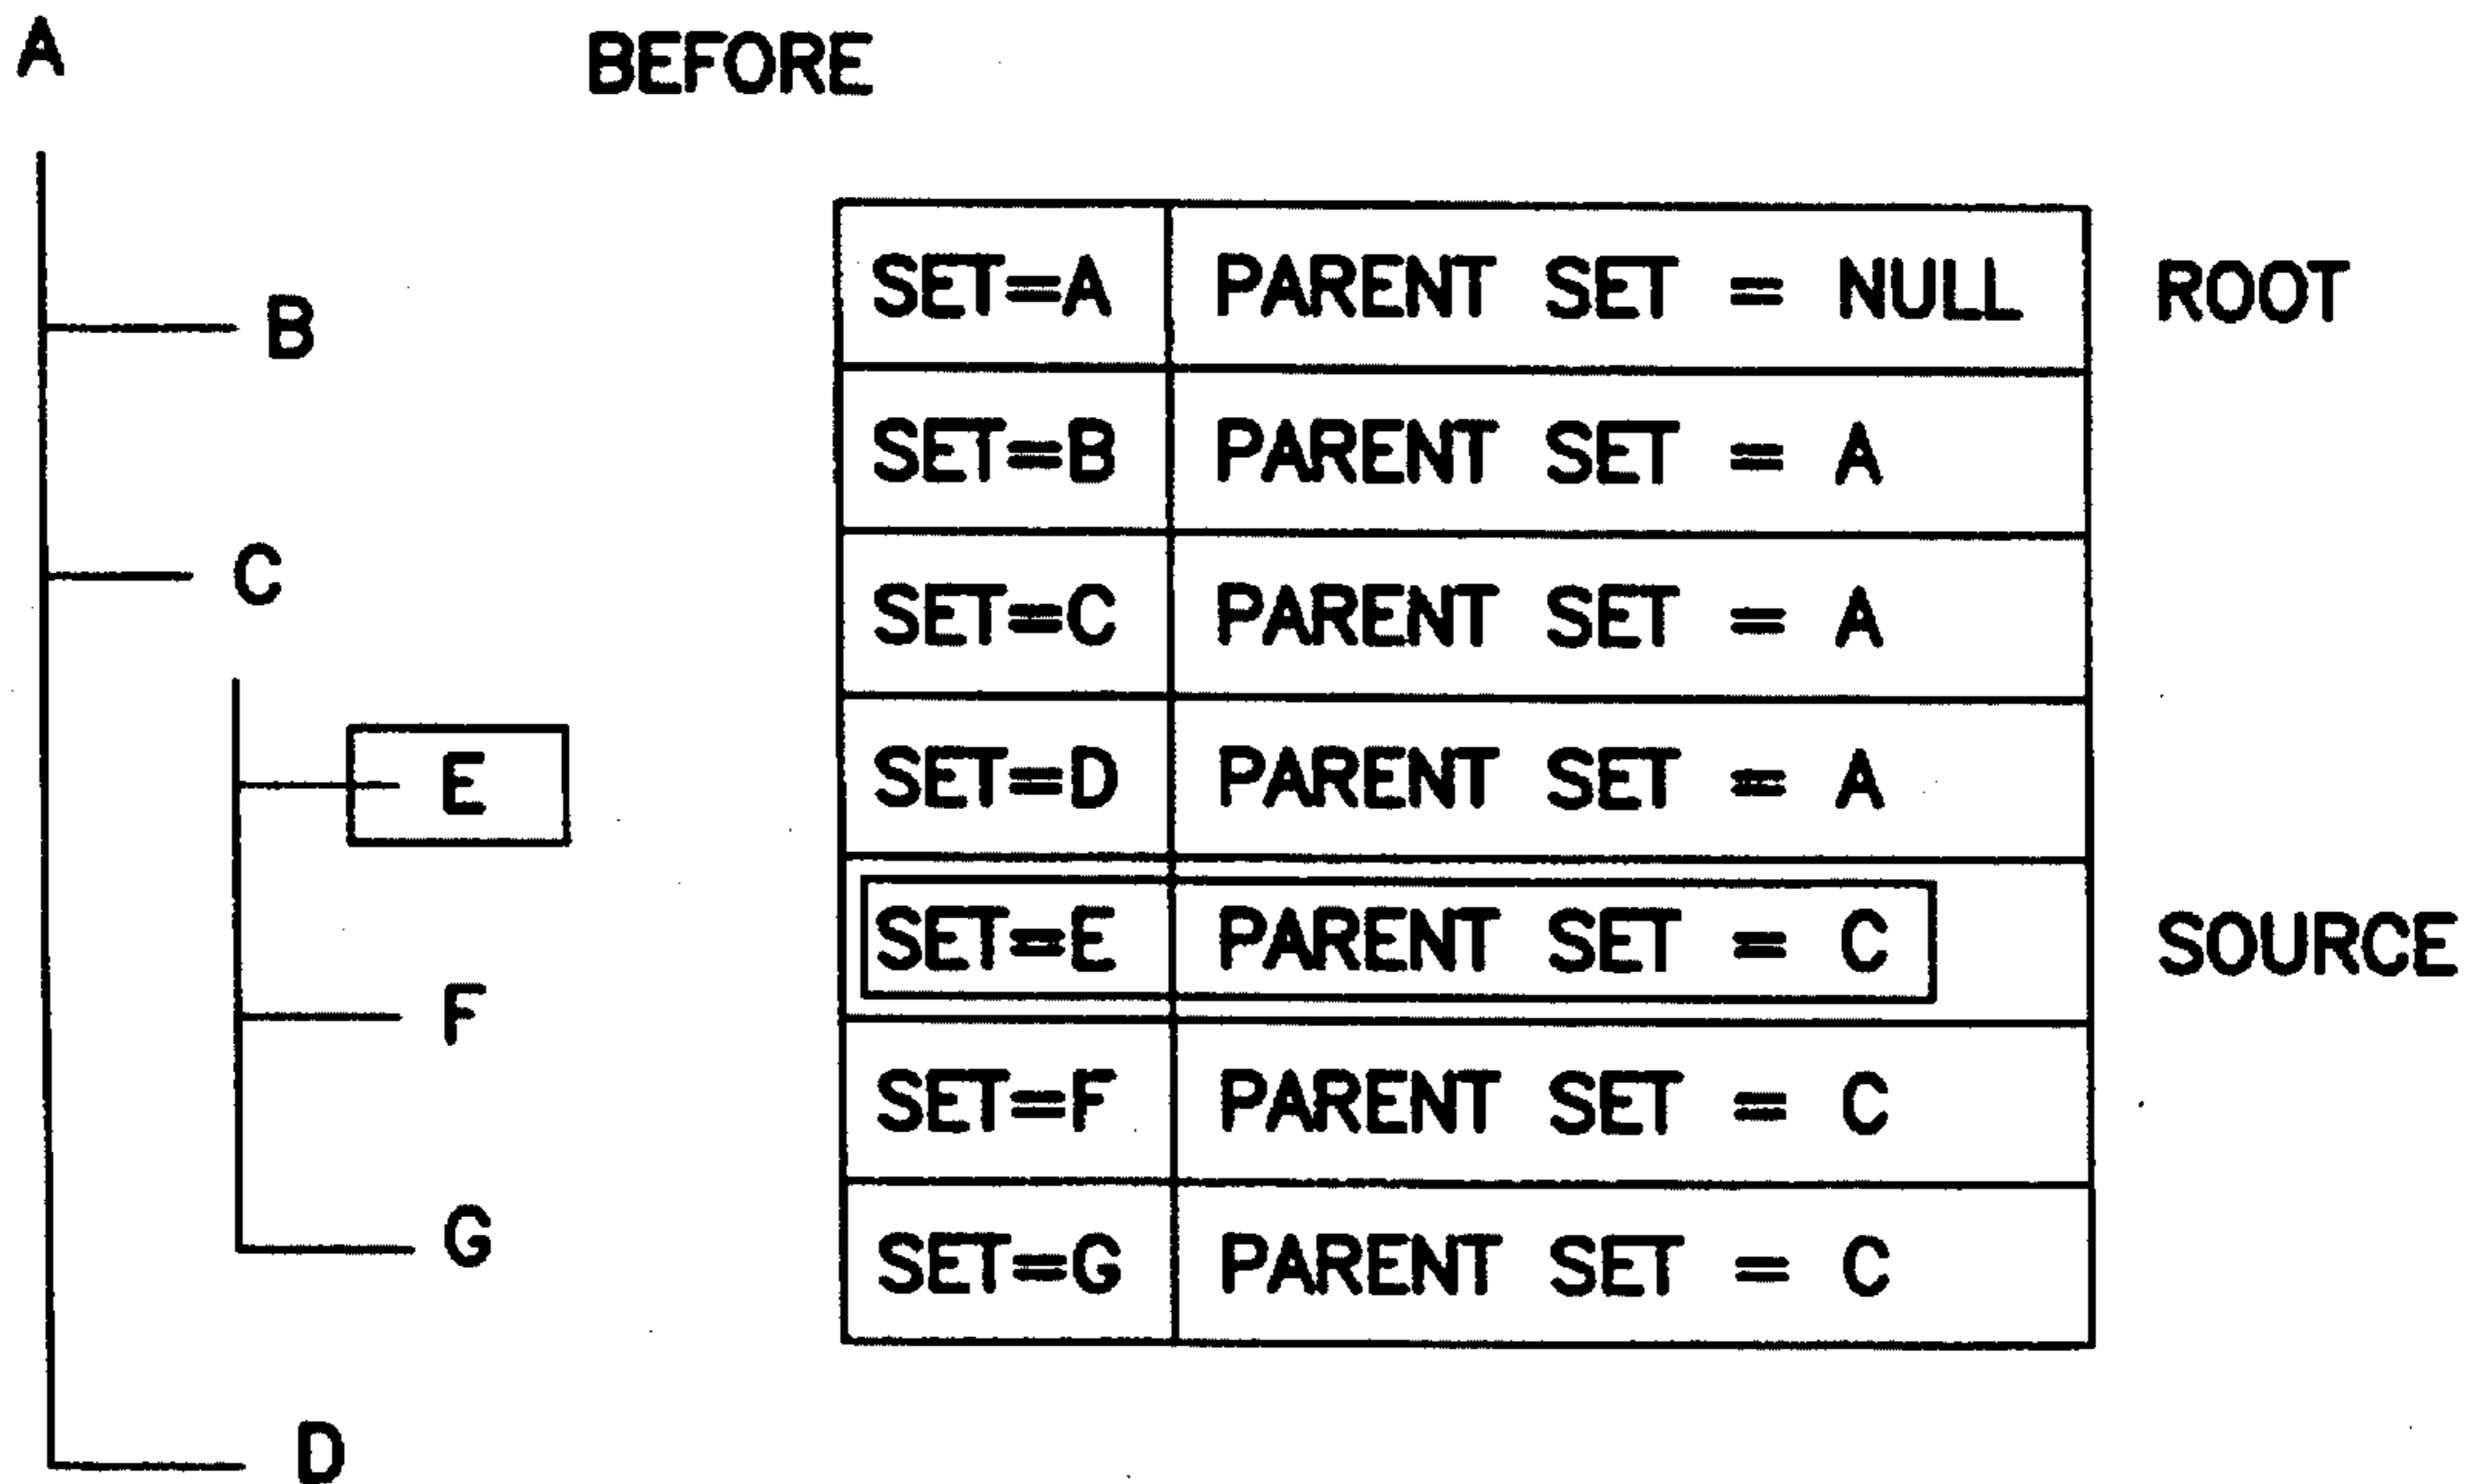 A
BEFORE
B
C
E
F
G
D
SET=A PARENT SET = NULL ROOT
SET=B PARENT SET = A
SET=C PARENT SET = A
SET=D PARENT SET = A
SET=E PARENT SET = C SOURCE
SET=F PARENT SET = C
SET=G PARENT SET = C